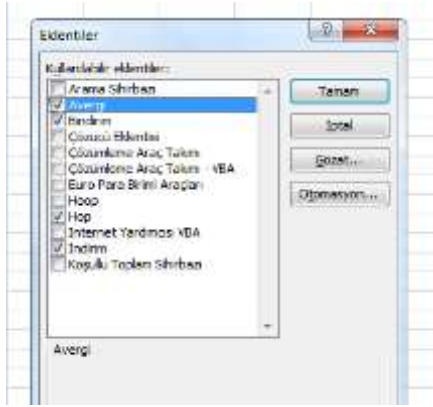 Eklentiler
Kullanılabilir eklentiler:
Arama Sihirbazı
Avergi
Bindirim
Çözücü Eklentisi
Çözümleme Araç Takımı
Çözümleme Araç Takımı - VBA
Euro Para Birimi Araçları
Hoop
Hop
Internet Yardımcısı VBA
İndirim
Koşullu Toplam Sihirbazı
Tamam
İptal
Gözat...
Otomasyon...
Avergi